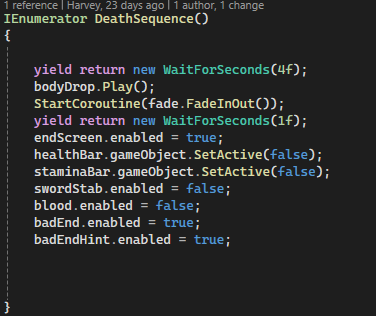 1 reference | Harvey, 23 days ago | 1 author, 1 change
IEnumerator DeathSequence()
{
yield return new WaitForSeconds(4f);
bodyDrop.Play();
StartCoroutine(fade.FadeInOut());
yield return new WaitForSeconds(1f);
endScreen.enabled = true;
healthBar.gameObject.SetActive(false);
staminaBar.gameObject.SetActive(false);
swordStab.enabled = false;
blood.enabled = false;
badEnd.enabled = true;
badEndHint.enabled = true;
}